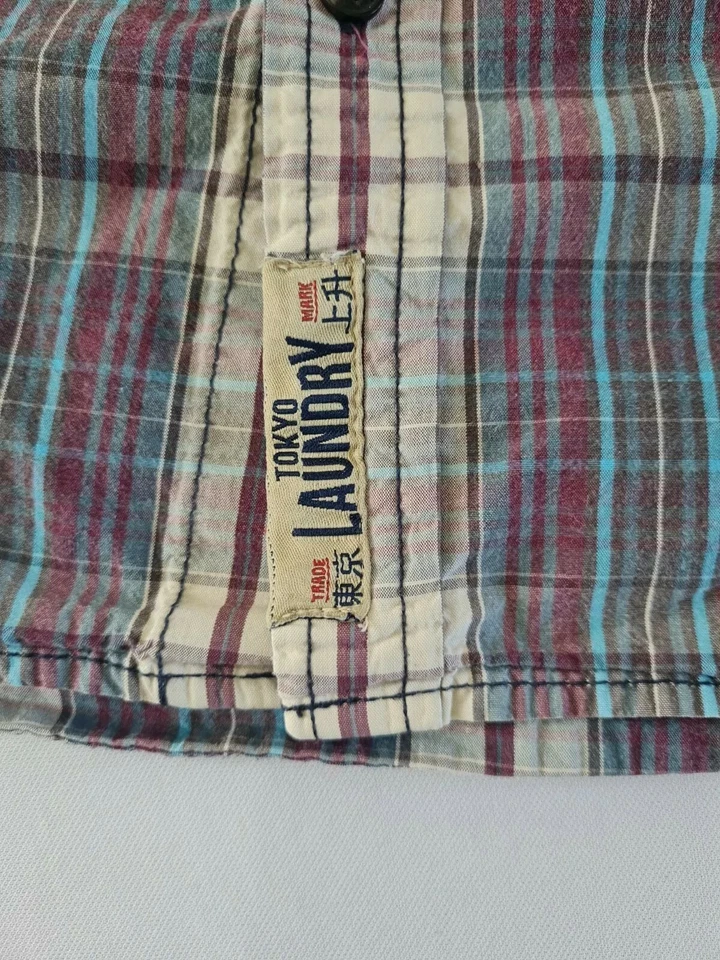 TOKYO
LAUNDRY
TRADE MARK
東京 上升